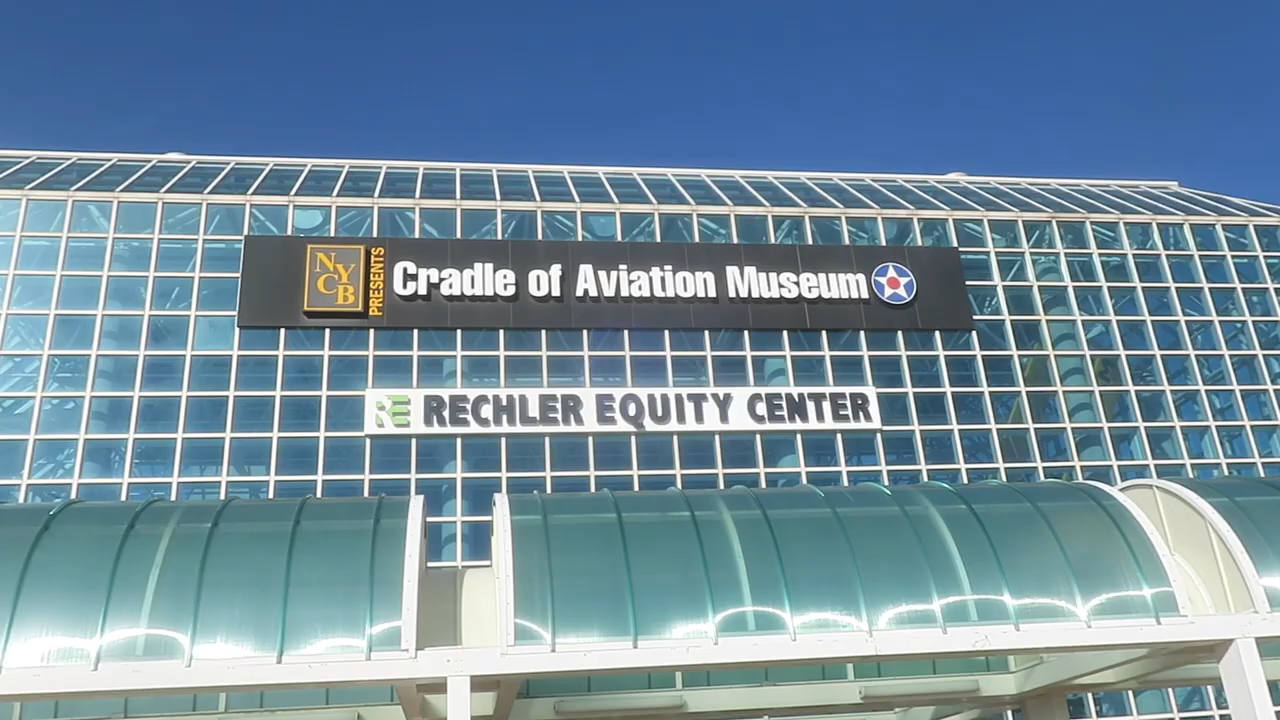 NYCB PRESENTS Cradle of Aviation Museum
RE RECHLER EQUITY CENTER